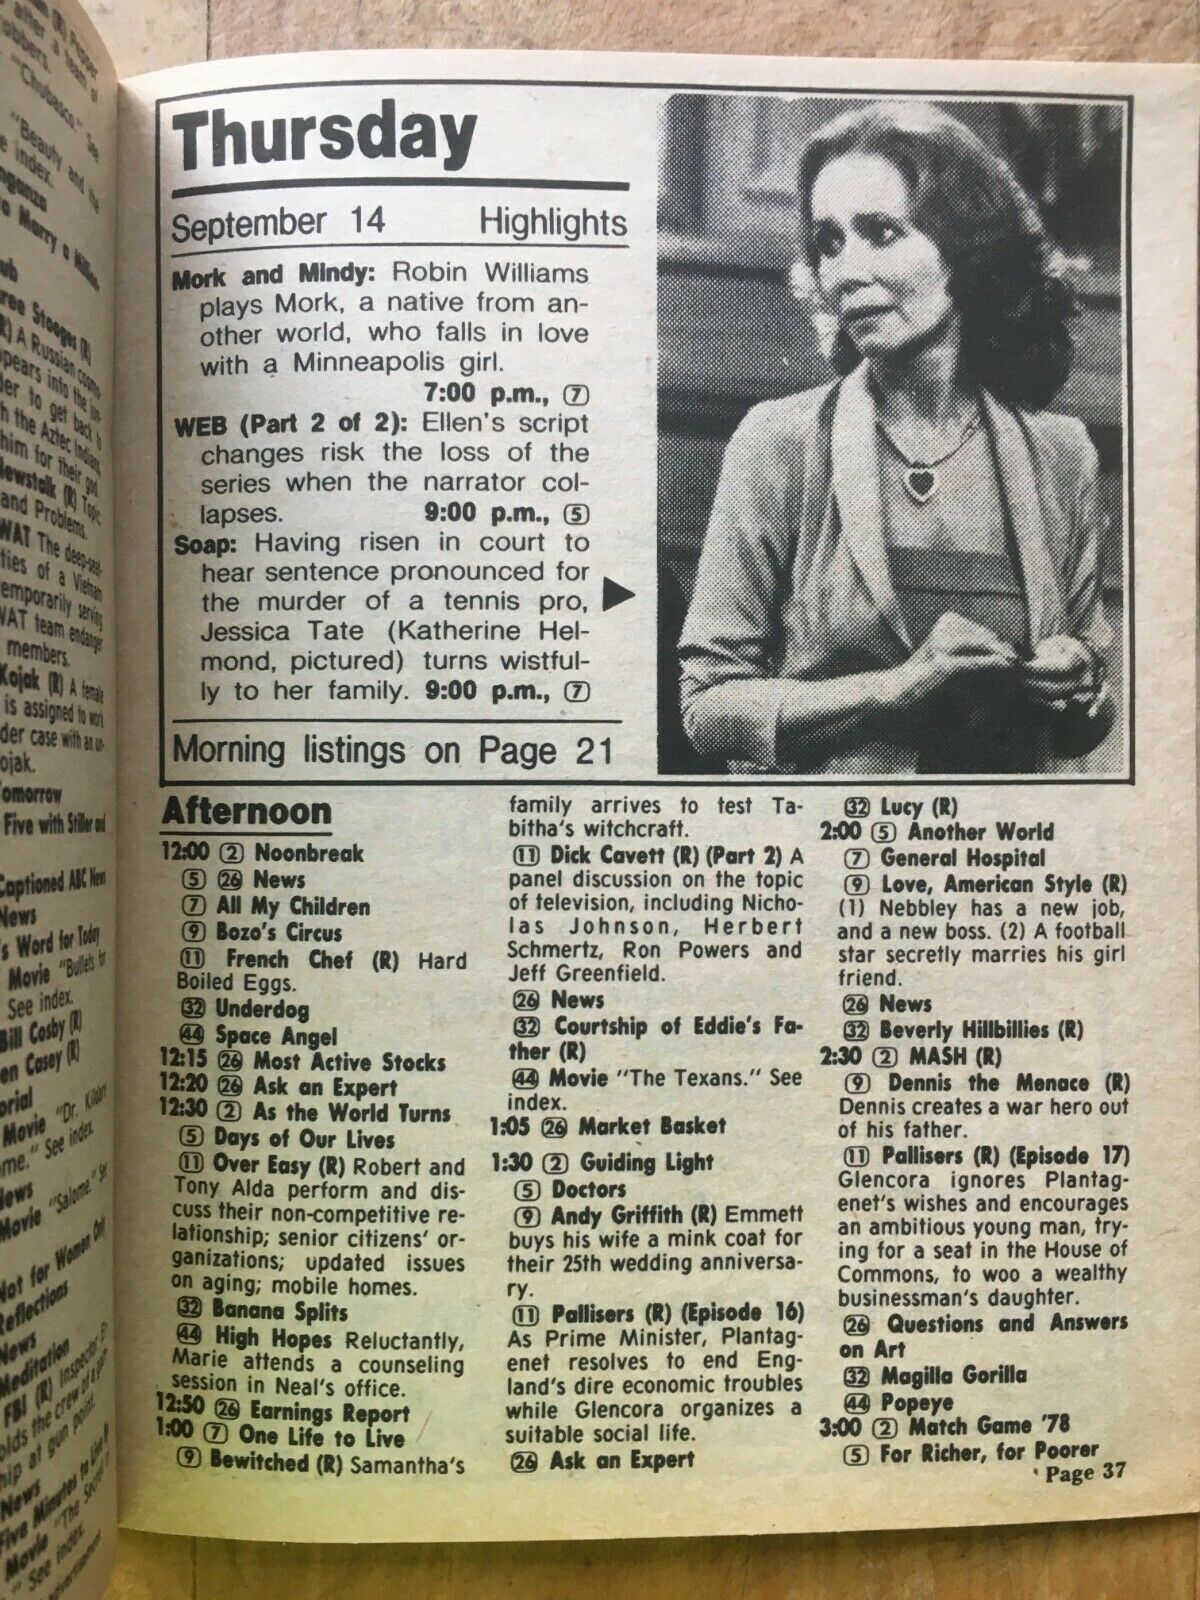 Thursday
September 14 Highlights
Mork and Mindy: Robin Williams
plays Mork, a native from an-
other world, who falls in love
with a Minneapolis girl.
7:00 p.m., 7
WEB (Part 2 of 2): Ellen's script
changes risk the loss of the
series when the narrator col-
lapses. 9:00 p.m., 5
Soap: Having risen in court to
hear sentence pronounced for
the murder of a tennis pro,
Jessica Tate (Katherine Hel-
mond, pictured) turns wistful-
ly to her family. 9:00 p.m., 7
Morning listings on Page 21
Afternoon
12:00 2 Noonbreak
5 26 News
7 All My Children
9 Bozo's Circus
11 French Chef (R) Hard
Boiled Eggs.
32 Underdog
44 Space Angel
12:15 26 Most Active Stocks
12:20 26 Ask an Expert
12:30 2 As the World Turns
5 Days of Our Lives
11 Over Easy (R) Robert and
Tony Alda perform and dis-
cuss their non-competitive re-
lationship; senior citizens' or-
ganizations; updated issues
on aging; mobile homes.
32 Banana Splits
44 High Hopes Reluctantly,
Marie attends a counseling
session in Neal's office.
12:50 26 Earnings Report
1:00 7 One Life to Live
9 Bewitched (R) Samantha's
family arrives to test Ta-
bitha's witchcraft.
11 Dick Cavett (R) (Part 2) A
panel discussion on the topic
of television, including Nicho-
las Johnson, Herbert
Schmertz, Ron Powers and
Jeff Greenfield.
26 News
32 Courtship of Eddie's Fa-
ther (R)
44 Movie "The Texans." See
index.
1:05 26 Market Basket
1:30 2 Guiding Light
5 Doctors
9 Andy Griffith (R) Emmett
buys his wife a mink coat for
their 25th wedding anniversa-
ry.
11 Pallisers (R) (Episode 16)
As Prime Minister, Plantag-
enet resolves to end Eng-
land's dire economic troubles
while Glencora organizes a
suitable social life.
26 Ask an Expert
32 Lucy (R)
2:00 5 Another World
7 General Hospital
9 Love, American Style (R)
(1) Nebbley has a new job,
and a new boss. (2) A football
star secretly marries his girl
friend.
26 News
32 Beverly Hillbillies (R)
2:30 2 MASH (R)
9 Dennis the Menace (R)
Dennis creates a war hero out
of his father.
11 Pallisers (R) (Episode 17)
Glencora ignores Plantag-
enet's wishes and encourages
an ambitious young man, try-
ing for a seat in the House of
Commons, to woo a wealthy
businessman's daughter.
26 Questions and Answers
on Art
32 Magilla Gorilla
44 Popeye
3:00 2 Match Game '78
5 For Richer, for Poorer
Page 37